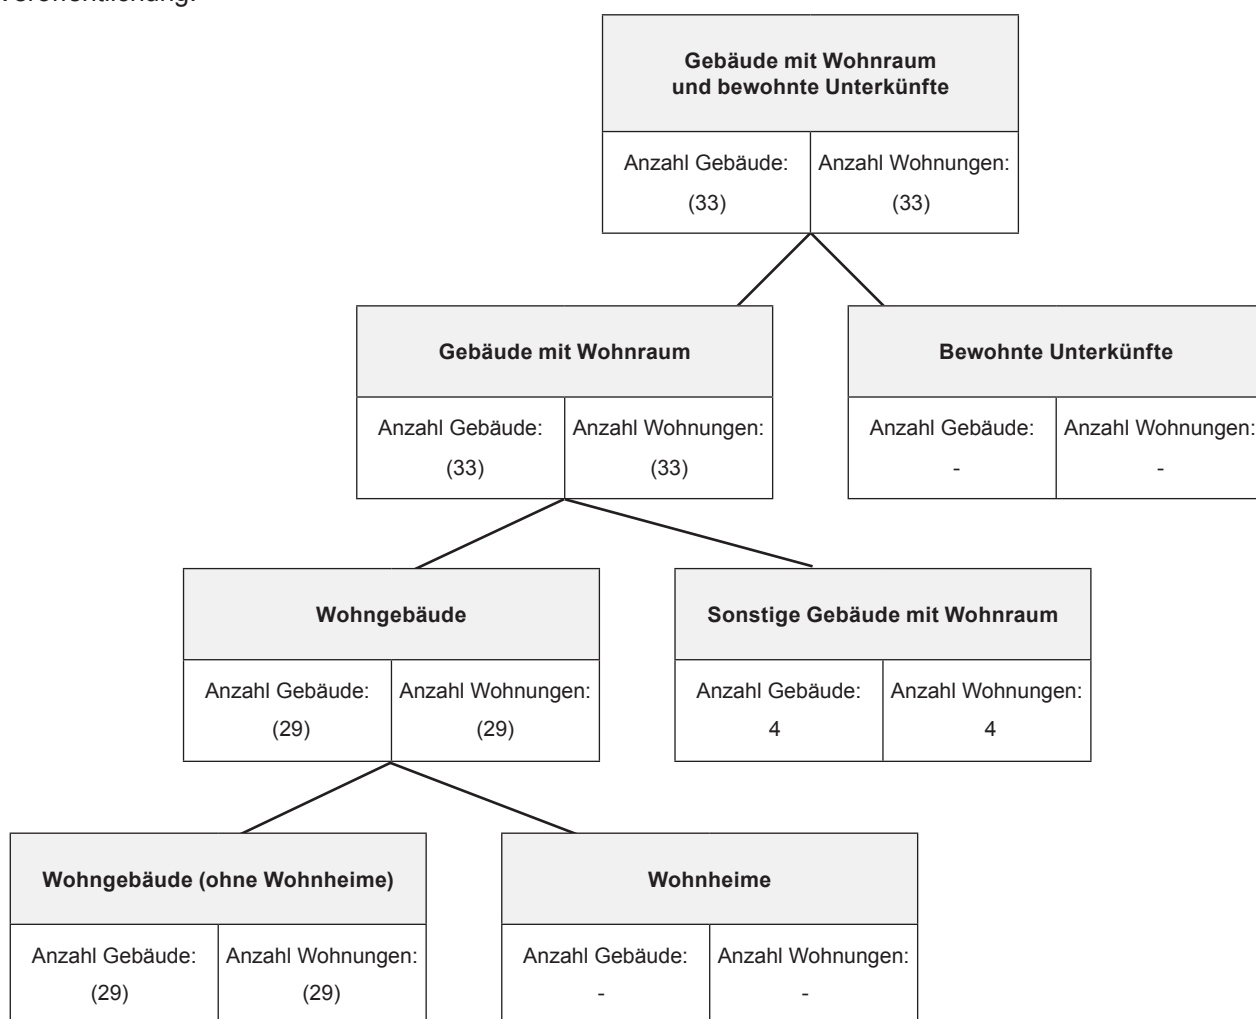 Gebäude mit Wohnraum
und bewohnte Unterkünfte
Anzahl Gebäude: Anzahl Wohnungen:
(33) (33)
Gebäude mit Wohnraum Bewohnte Unterkünfte
Anzahl Gebäude: Anzahl Wohnungen: Anzahl Gebäude: Anzahl Wohnungen:
(33) (33) - -
Wohngebäude Sonstige Gebäude mit Wohnraum
Anzahl Gebäude: Anzahl Wohnungen: Anzahl Gebäude: Anzahl Wohnungen:
(29) (29) 4 4
Wohngebäude (ohne Wohnheime) Wohnheime
Anzahl Gebäude: Anzahl Wohnungen: Anzahl Gebäude: Anzahl Wohnungen:
(29) (29) - -